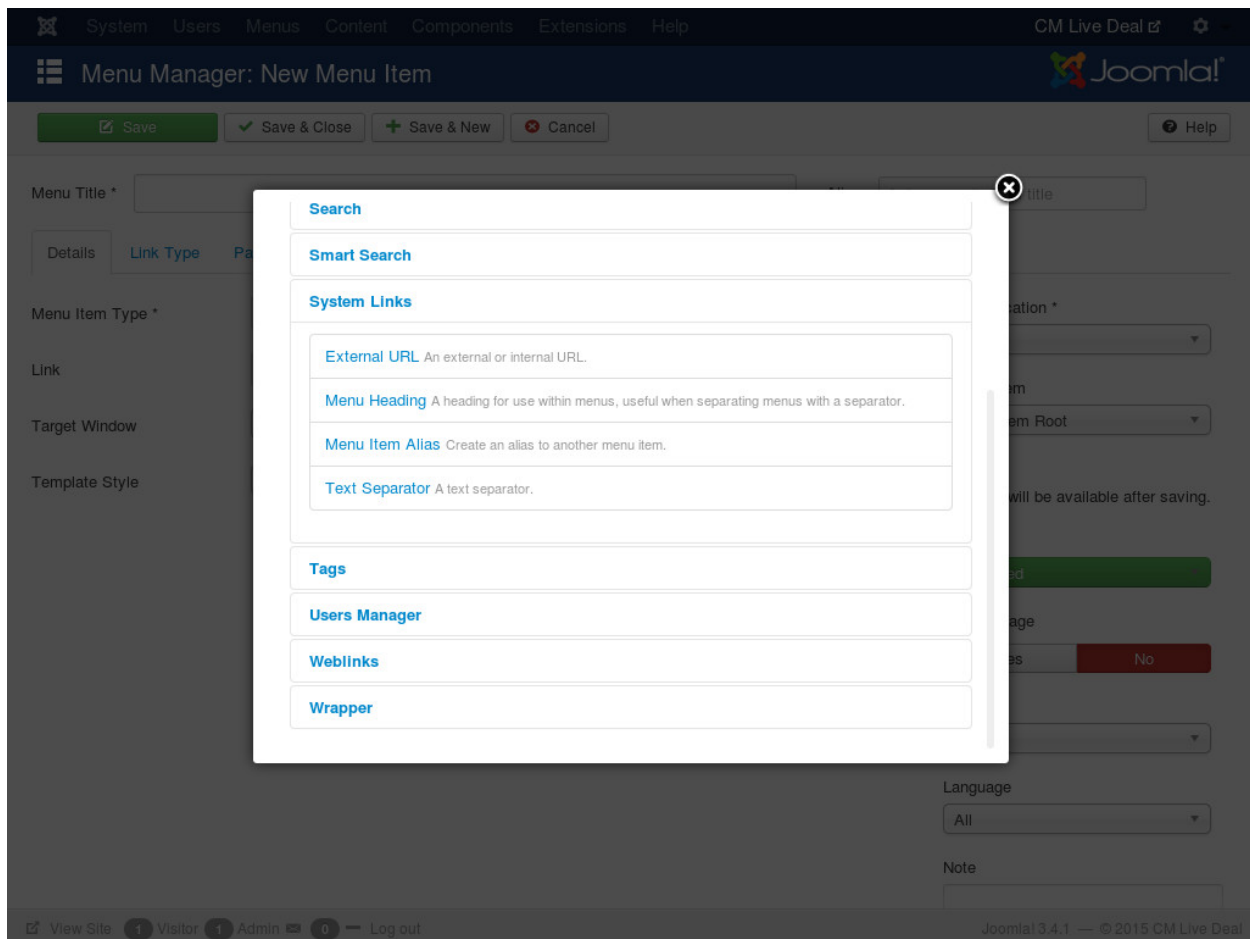 System Users Menus Content Components Extensions Help CM Live Deal
Menu Manager: New Menu Item Joomla!
Save Save & Close Save & New Cancel Help
Menu Title * title
Details Link Type Pa
Search
Smart Search
System Links
External URL An external or internal URL.
Menu Heading A heading for use within menus, useful when separating menus with a separator.
Menu Item Alias Create an alias to another menu item.
Text Separator A text separator.
Tags
Users Manager
Weblinks
Wrapper
Menu Item Type *
Link
Target Window
Template Style
cation *
em
em Root
will be available after saving.
ed
age
es No
Language
All
Note
View Site 1 Visitor 1 Admin 0 Log out Joomla! 3.4.1 — © 2015 CM Live Deal